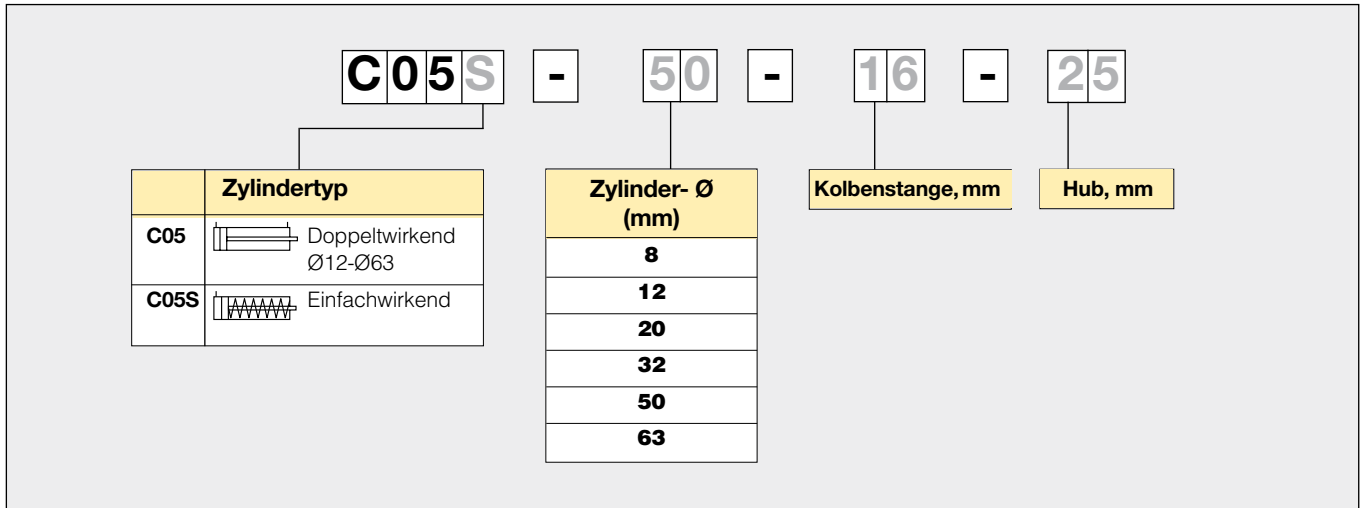 C05S - 50 - 16 - 25
Zylindertyp
C05 Doppeltwirkend
Ø12-Ø63
C05S Einfachwirkend
Zylinder- Ø
(mm)
8
12
20
32
50
63
Kolbenstange, mm
Hub, mm